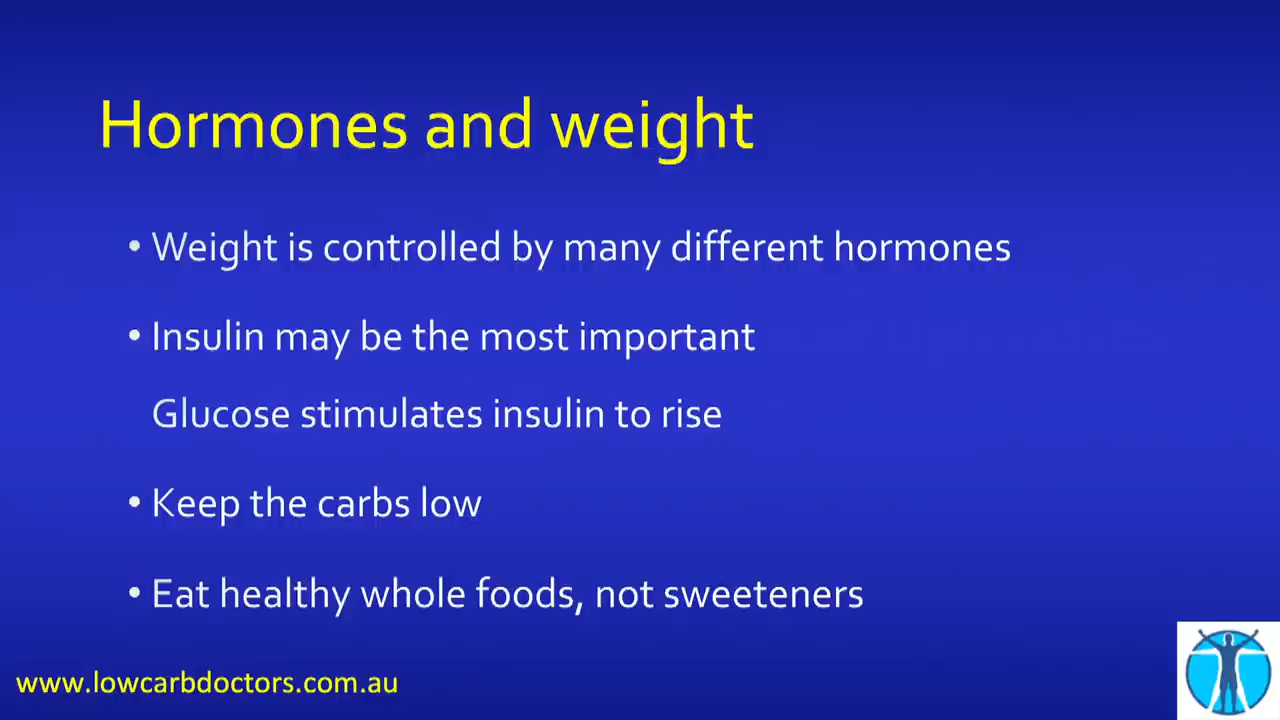 Hormones and weight
• Weight is controlled by many different hormones
• Insulin may be the most important
Glucose stimulates insulin to rise
• Keep the carbs low
• Eat healthy whole foods, not sweeteners
www.lowcarbdoctors.com.au